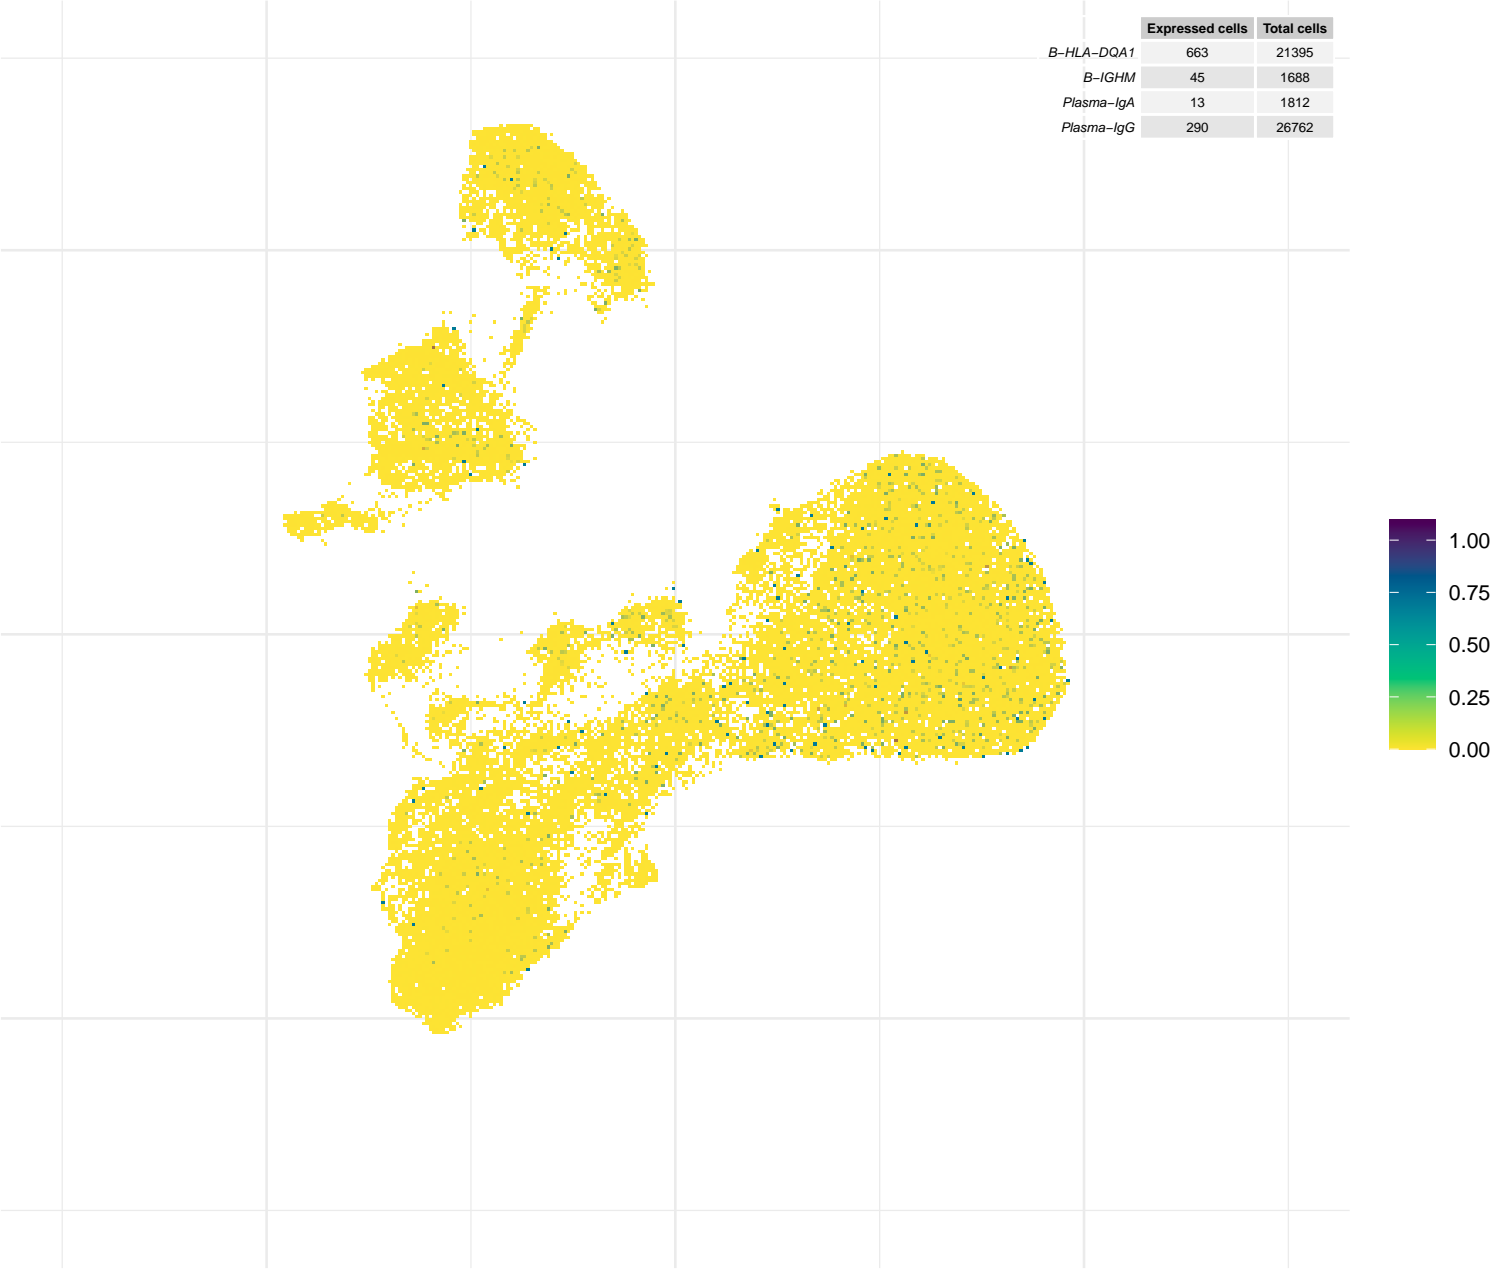 Expressed cells Total cells
B−HLA−DQA1 663 21395
B−IGHM 45 1688
Plasma−IgA 13 1812
Plasma−IgG 290 26762
1.00
0.75
0.50
0.25
0.00